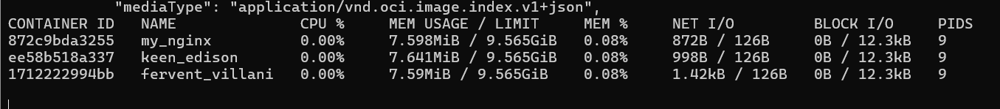 "mediaType": "application/vnd.oci.image.index.v1+json",
CONTAINER ID   NAME              CPU %     MEM USAGE / LIMIT     MEM %     NET I/O          BLOCK I/O     PIDS
872c9bda3255   my_nginx          0.00%     7.598MiB / 9.565GiB   0.08%     872B / 126B      0B / 12.3kB   9
ee58b518a337   keen_edison       0.00%     7.641MiB / 9.565GiB   0.08%     998B / 126B      0B / 12.3kB   9
1712222994bb   fervent_villani   0.00%     7.59MiB / 9.565GiB    0.08%     1.42kB / 126B    0B / 12.3kB   9